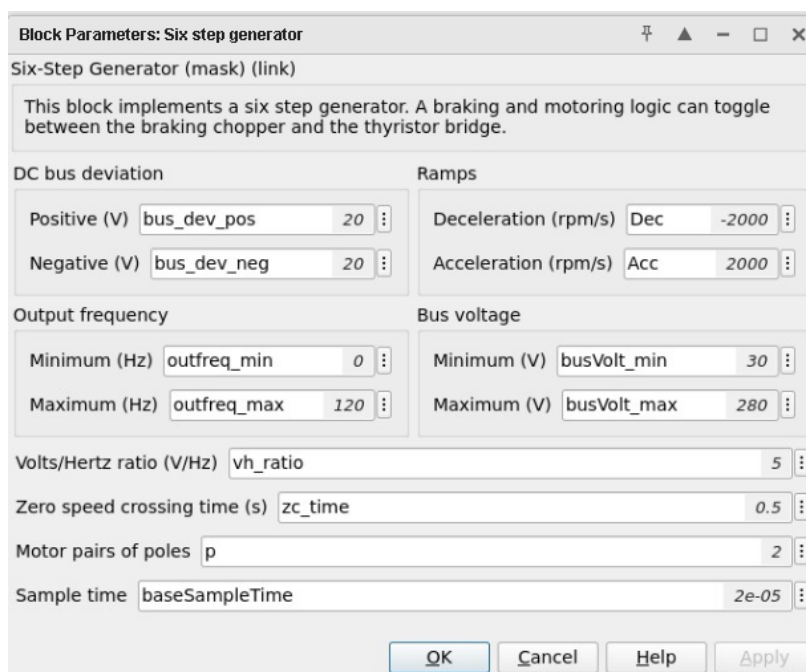 Block Parameters: Six step generator
Six-Step Generator (mask) (link)
This block implements a six step generator. A braking and motoring logic can toggle
between the braking chopper and the thyristor bridge.
DC bus deviation
Positive (V) bus_dev_pos 20
Negative (V) bus_dev_neg 20
Ramps
Deceleration (rpm/s) Dec -2000
Acceleration (rpm/s) Acc 2000
Output frequency
Minimum (Hz) outfreq_min 0
Maximum (Hz) outfreq_max 120
Bus voltage
Minimum (V) busVolt_min 30
Maximum (V) busVolt_max 280
Volts/Hertz ratio (V/Hz) vh_ratio 5
Zero speed crossing time (s) zc_time 0.5
Motor pairs of poles p 2
Sample time baseSampleTime 2e-05
OK Cancel Help Apply